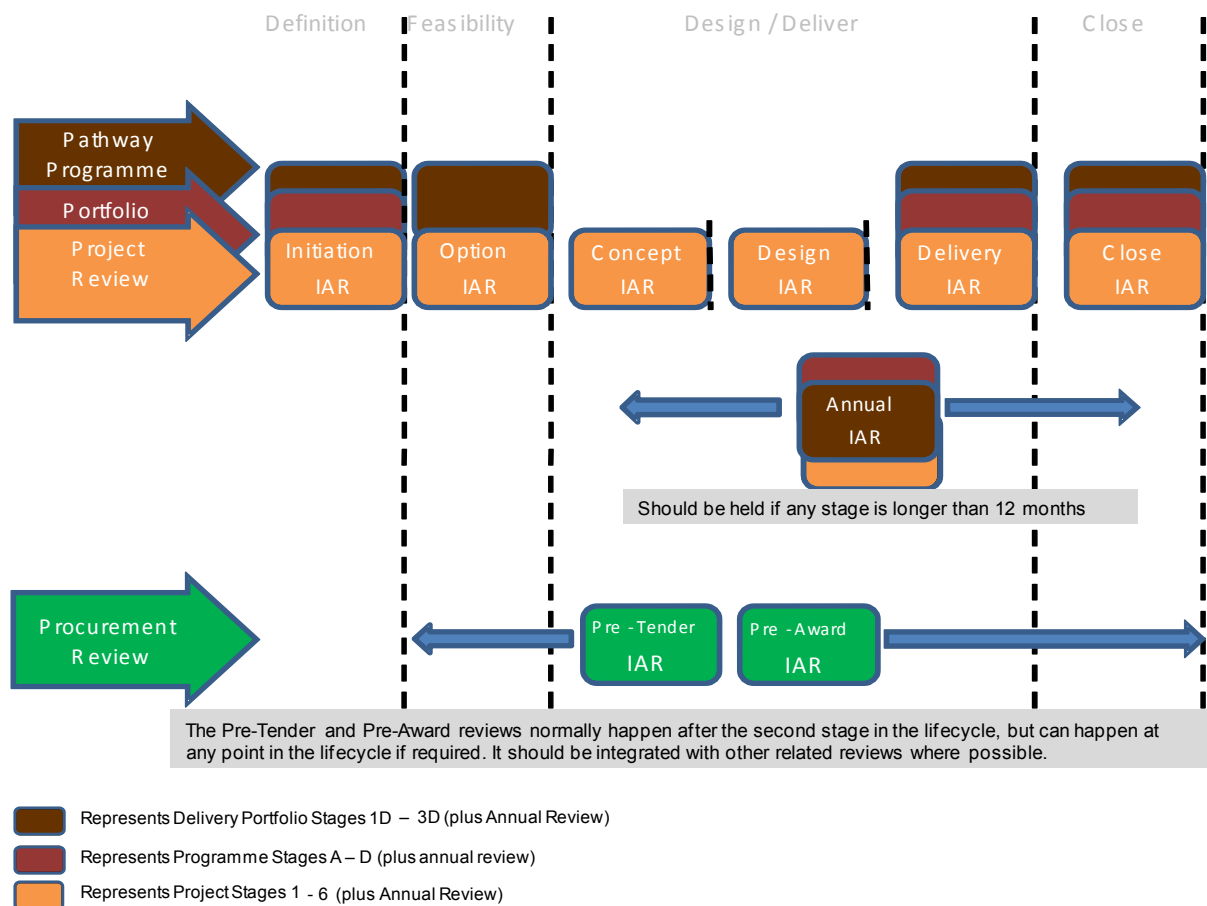 Definition
Feasibility
Design / Deliver
Close
Pathway
Programme
Portfolio
Project
Review
Initiation
IAR
Option
IAR
Concept
IAR
Design
IAR
Delivery
IAR
Close
IAR
Annual
IAR
Should be held if any stage is longer than 12 months
Procurement
Review
Pre -Tender
IAR
Pre -Award
IAR
The Pre-Tender and Pre-Award reviews normally happen after the second stage in the lifecycle, but can happen at
any point in the lifecycle if required. It should be integrated with other related reviews where possible.
Represents Delivery Portfolio Stages 1D – 3D (plus Annual Review)
Represents Programme Stages A – D (plus annual review)
Represents Project Stages 1 - 6 (plus Annual Review)